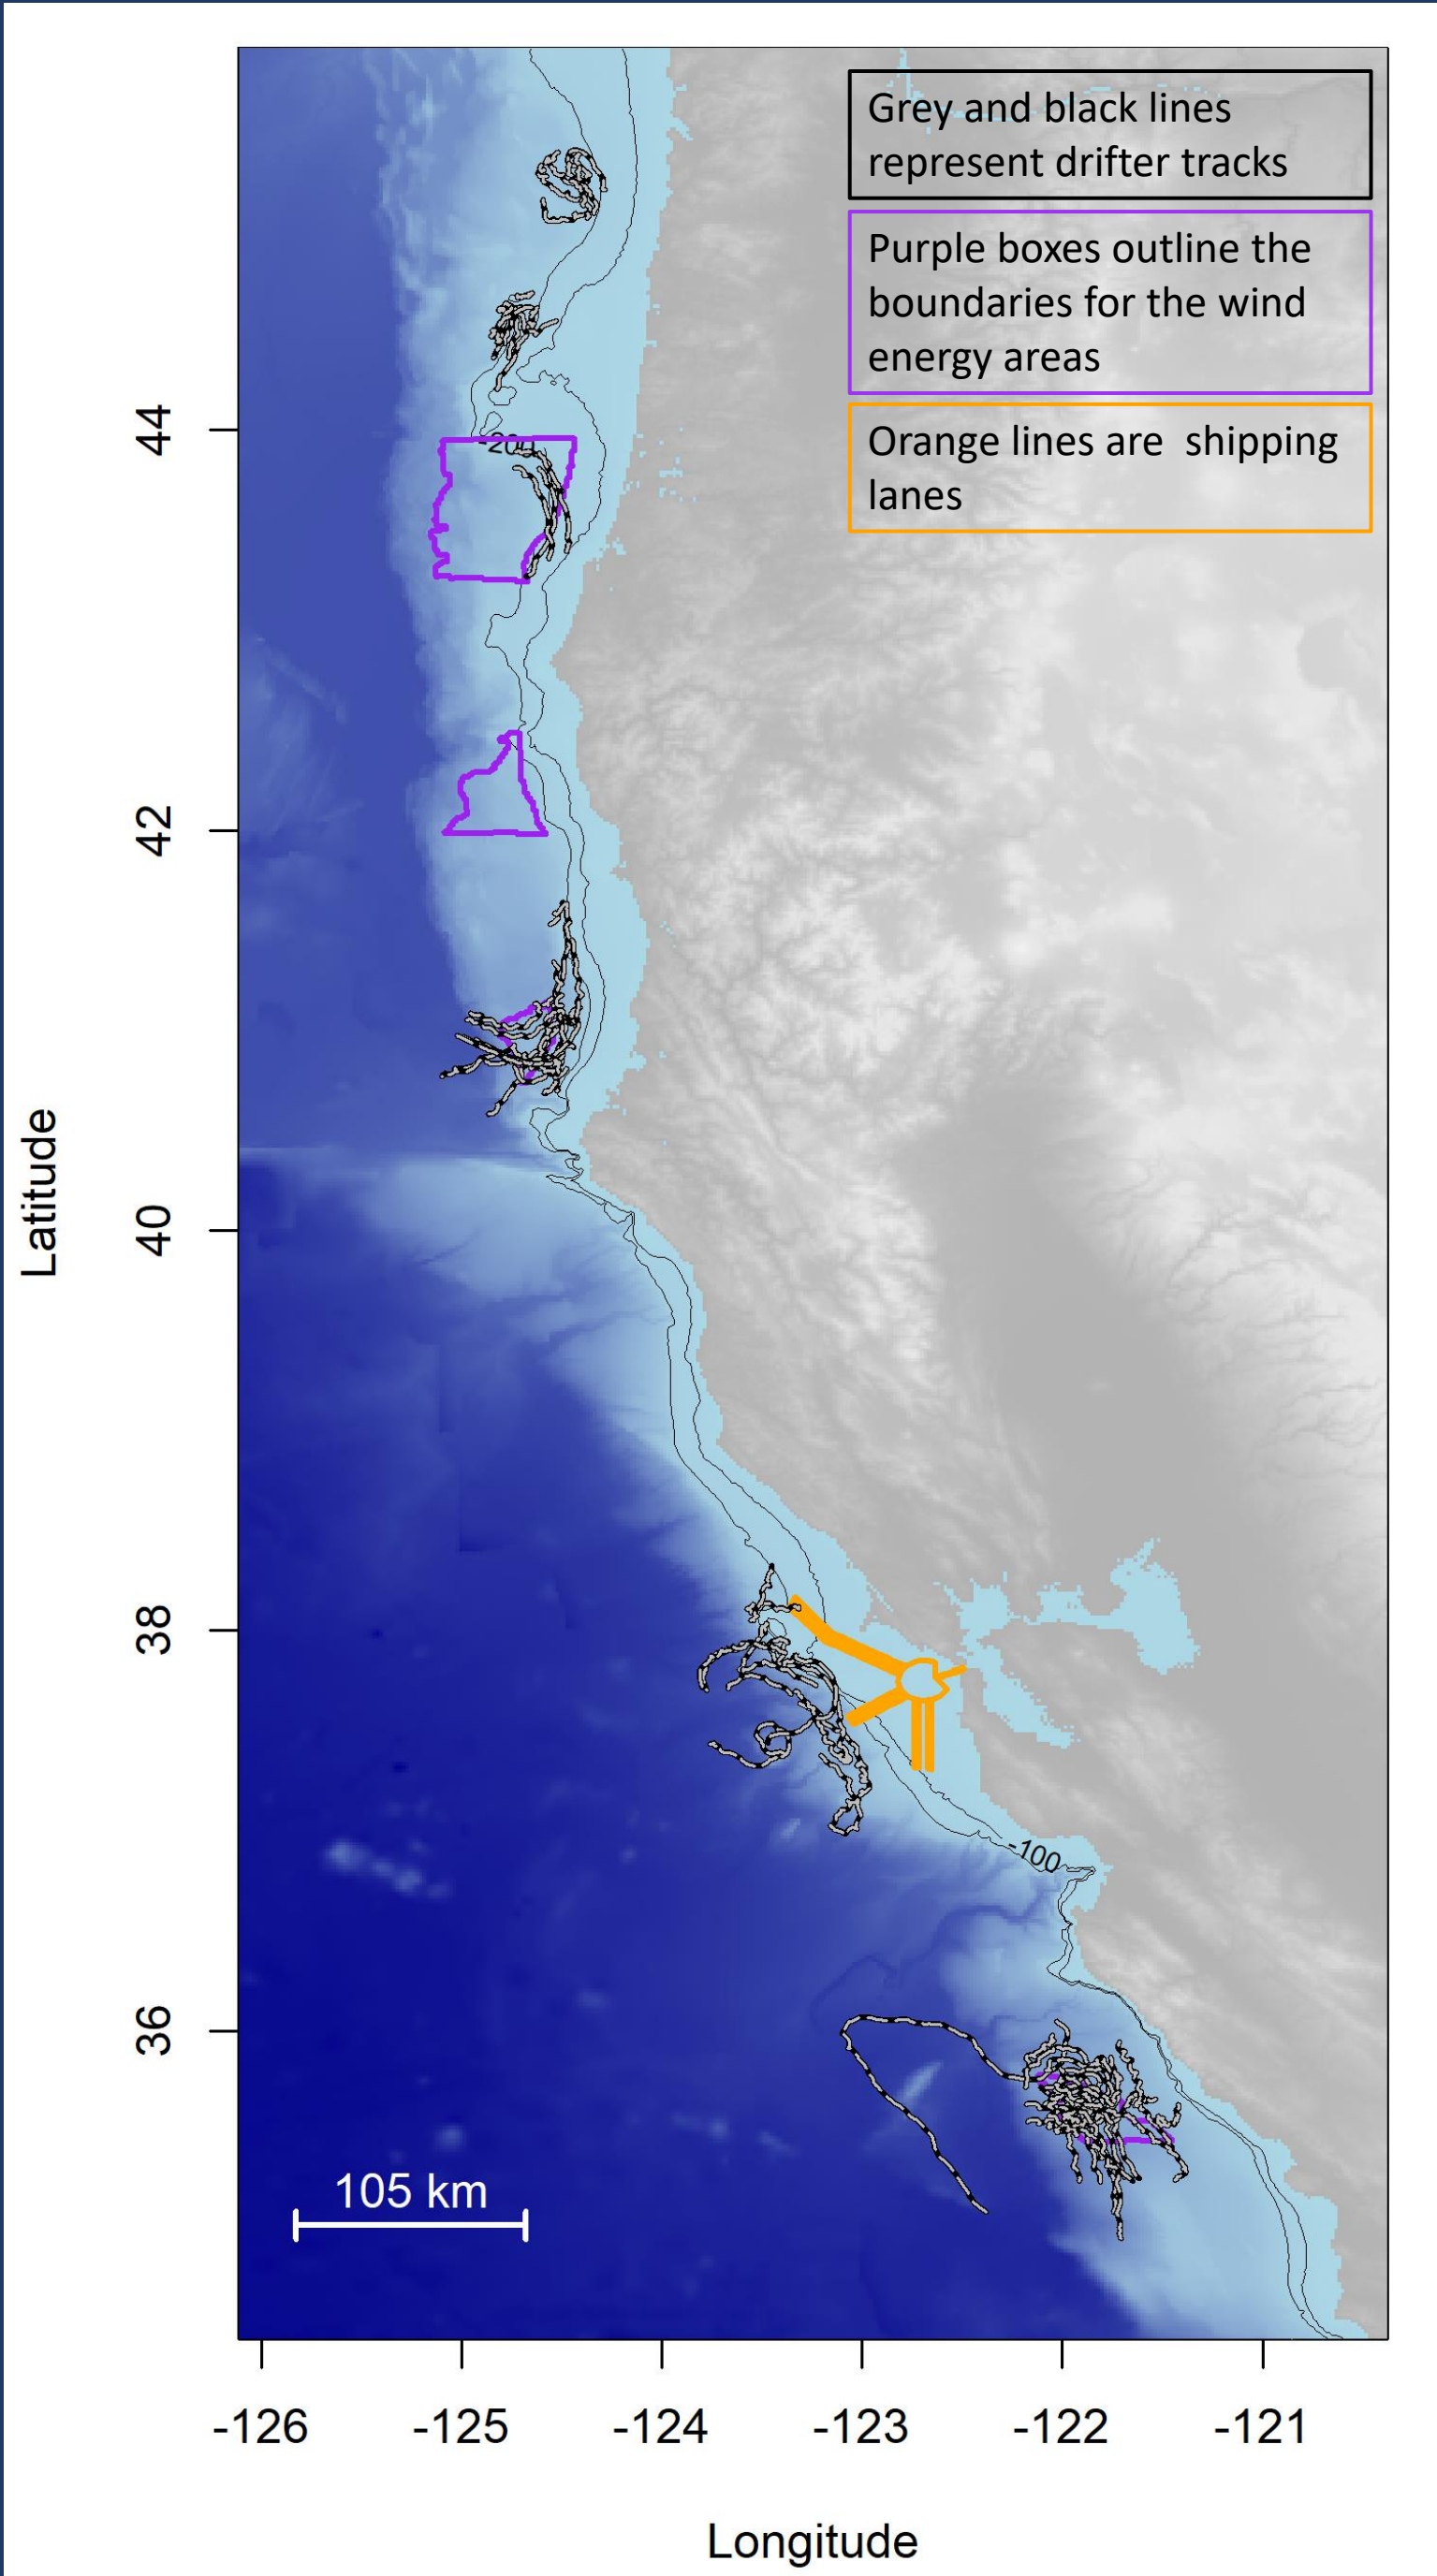 Grey and black lines
represent drifter tracks
Purple boxes outline the
boundaries for the wind
energy areas
Orange lines are shipping
lanes
44
-200
42
Latitude
40
38
-100
36
105 km
-126 -125 -124 -123 -122 -121
Longitude